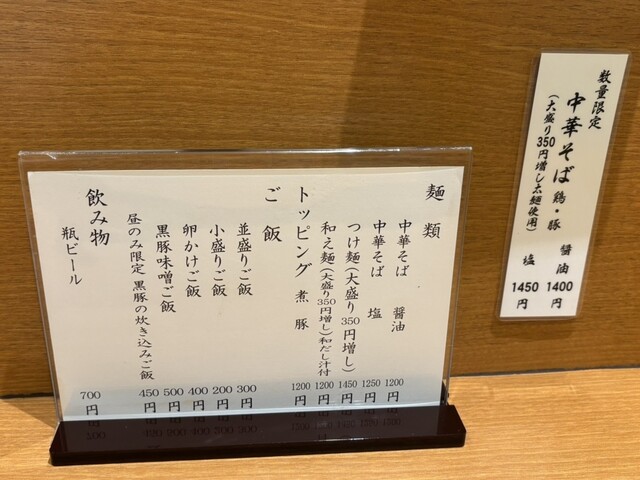 数量限定
中華そば 鶏・豚 醤油 1400円
(大盛り350円増し太麺使用) 塩 1450円
麺類
中華そば 醤油 1200円
中華そば 塩 1250円
つけ麺(大盛り350円増し) 1450円
和え麺(大盛り350円増し)和だし汁付 1200円
トッピング 煮豚 1200円
ご飯
並盛りご飯 300円
小盛りご飯 200円
卵かけご飯 400円
黒豚味噌ご飯 500円
昼のみ限定 黒豚の炊き込みご飯 450円
飲み物
瓶ビール 700円